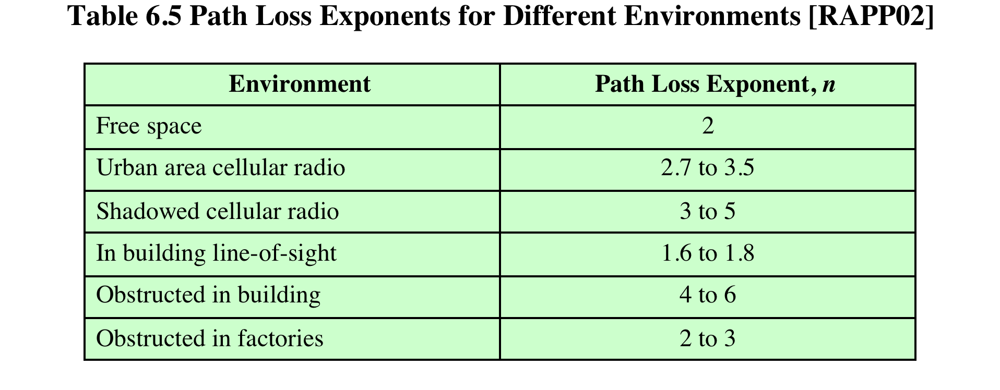 Table 6.5 Path Loss Exponents for Different Environments [RAPP02]
Environment Path Loss Exponent, n
Free space 2
Urban area cellular radio 2.7 to 3.5
Shadowed cellular radio 3 to 5
In building line-of-sight 1.6 to 1.8
Obstructed in building 4 to 6
Obstructed in factories 2 to 3